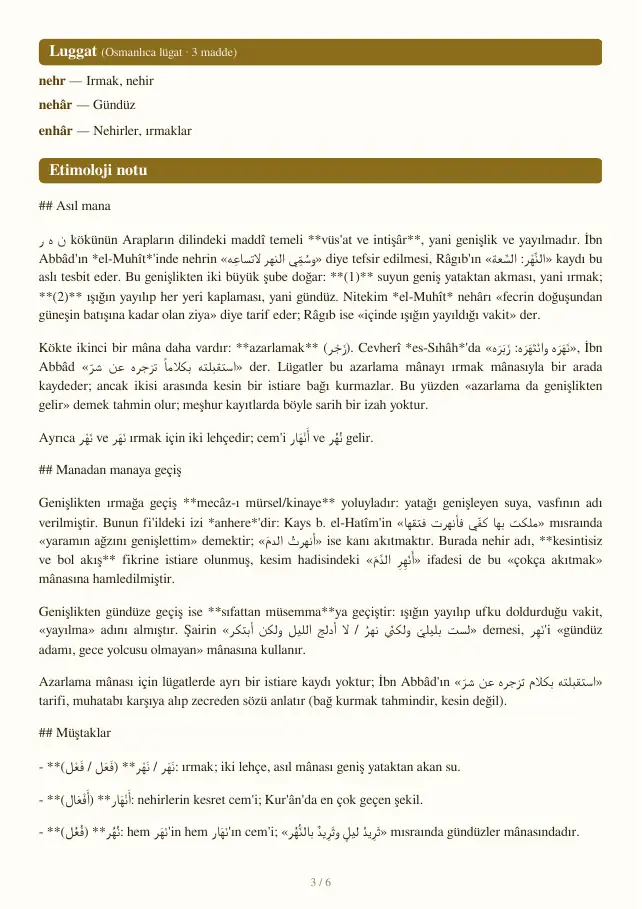 Luggat (Osmanlıca lügat · 3 madde)
nehr — Irmak, nehir
nehâr — Gündüz
enhâr — Nehirler, ırmaklar
Etimoloji notu
## Asıl mana
ن ه ر kökünün Arapların dilindeki maddî temeli **vüs'at ve intişâr**, yani genişlik ve yayılmadır. İbn
Abbâd'ın *el-Muhît*'inde nehrin «وسُمِّي النهر لاتساعِه» diye tefsir edilmesi, Râgıb'ın «النَّهَر: السَّعة» kaydı bu
aslı tesbit eder. Bu genişlikten iki büyük şube doğar: **(1)** suyun geniş yataktan akması, yani ırmak;
**(2)** ışığın yayılıp her yeri kaplaması, yani gündüz. Nitekim *el-Muhît* nehârı «fecrin doğuşundan
güneşin batışına kadar olan ziya» diye tarif eder; Râgıb ise «içinde ışığın yayıldığı vakit» der.
Kökte ikinci bir mâna daha vardır: **azarlamak** (زَجْر). Cevherî *es-Sıhâh*'da «نَهَرَه وانْتَهَرَه: زَبَرَه», İbn
Abbâd «استقبلته بكلاماً تزجره عن شرّ» der. Lügatler bu azarlama mânayı ırmak mânasıyla bir arada
kaydeder; ancak ikisi arasında kesin bir istiare bağı kurmazlar. Bu yüzden «azarlama da genişlikten
gelir» demek tahmin olur; meşhur kayıtlarda böyle sarih bir izah yoktur.
Ayrıca نَهْر ve نَهَر ırmak için iki lehçedir; cem'i أَنْهَار ve نُهُر gelir.
## Manadan manaya geçiş
Genişlikten ırmağa geçiş **mecâz-ı mürsel/kinaye** yoluyladır: yatağı genişleyen suya, vasfının adı
verilmiştir. Bunun fi'ildeki izi *anhere*'dir: Kays b. el-Hatîm'in «ملكت بها كفّي فأنهرت فتقها» mısraında
«yaramın ağzını genişlettim» demektir; «أنهرتُ الدمَ» ise kanı akıtmaktır. Burada nehir adı, **kesintisiz
ve bol akış** fikrine istiare olunmuş, kesim hadisindeki «أَنْهِرِ الدَّمَ» ifadesi de bu «çokça akıtmak»
mânasına hamledilmiştir.
Genişlikten gündüze geçiş ise **sıfattan müsemma**ya geçiştir: ışığın yayılıp ufku doldurduğu vakit,
«yayılma» adını almıştır. Şairin «لست بليليّ ولكنّي نهرْ / لا أدلج الليل ولكن أبتكر» demesi, نَهِر'i «gündüz
adamı, gece yolcusu olmayan» mânasına kullanır.
Azarlama mânası için lügatlerde ayrı bir istiare kaydı yoktur; İbn Abbâd'ın «استقبلته بكلام تزجره عن شرّ»
tarifi, muhatabı karşıya alıp zecreden sözü anlatır (bağ kurmak tahmindir, kesin değil).
## Müştaklar
- **نَهَر / نَهْر** (فَعَل / فَعْل): ırmak; iki lehçe, asıl mânası geniş yataktan akan su.
- **أَنْهَار** (أَفْعَال): nehirlerin kesret cem'i; Kur'ân'da en çok geçen şekil.
- **نُهُر** (فُعُل): hem نَهَر'in hem نَهَار'ın cem'i; «ثَرِيدُ ليلٍ وثَرِيدٌ بالنُّهُر» mısraında gündüzler mânasındadır.
3 / 6